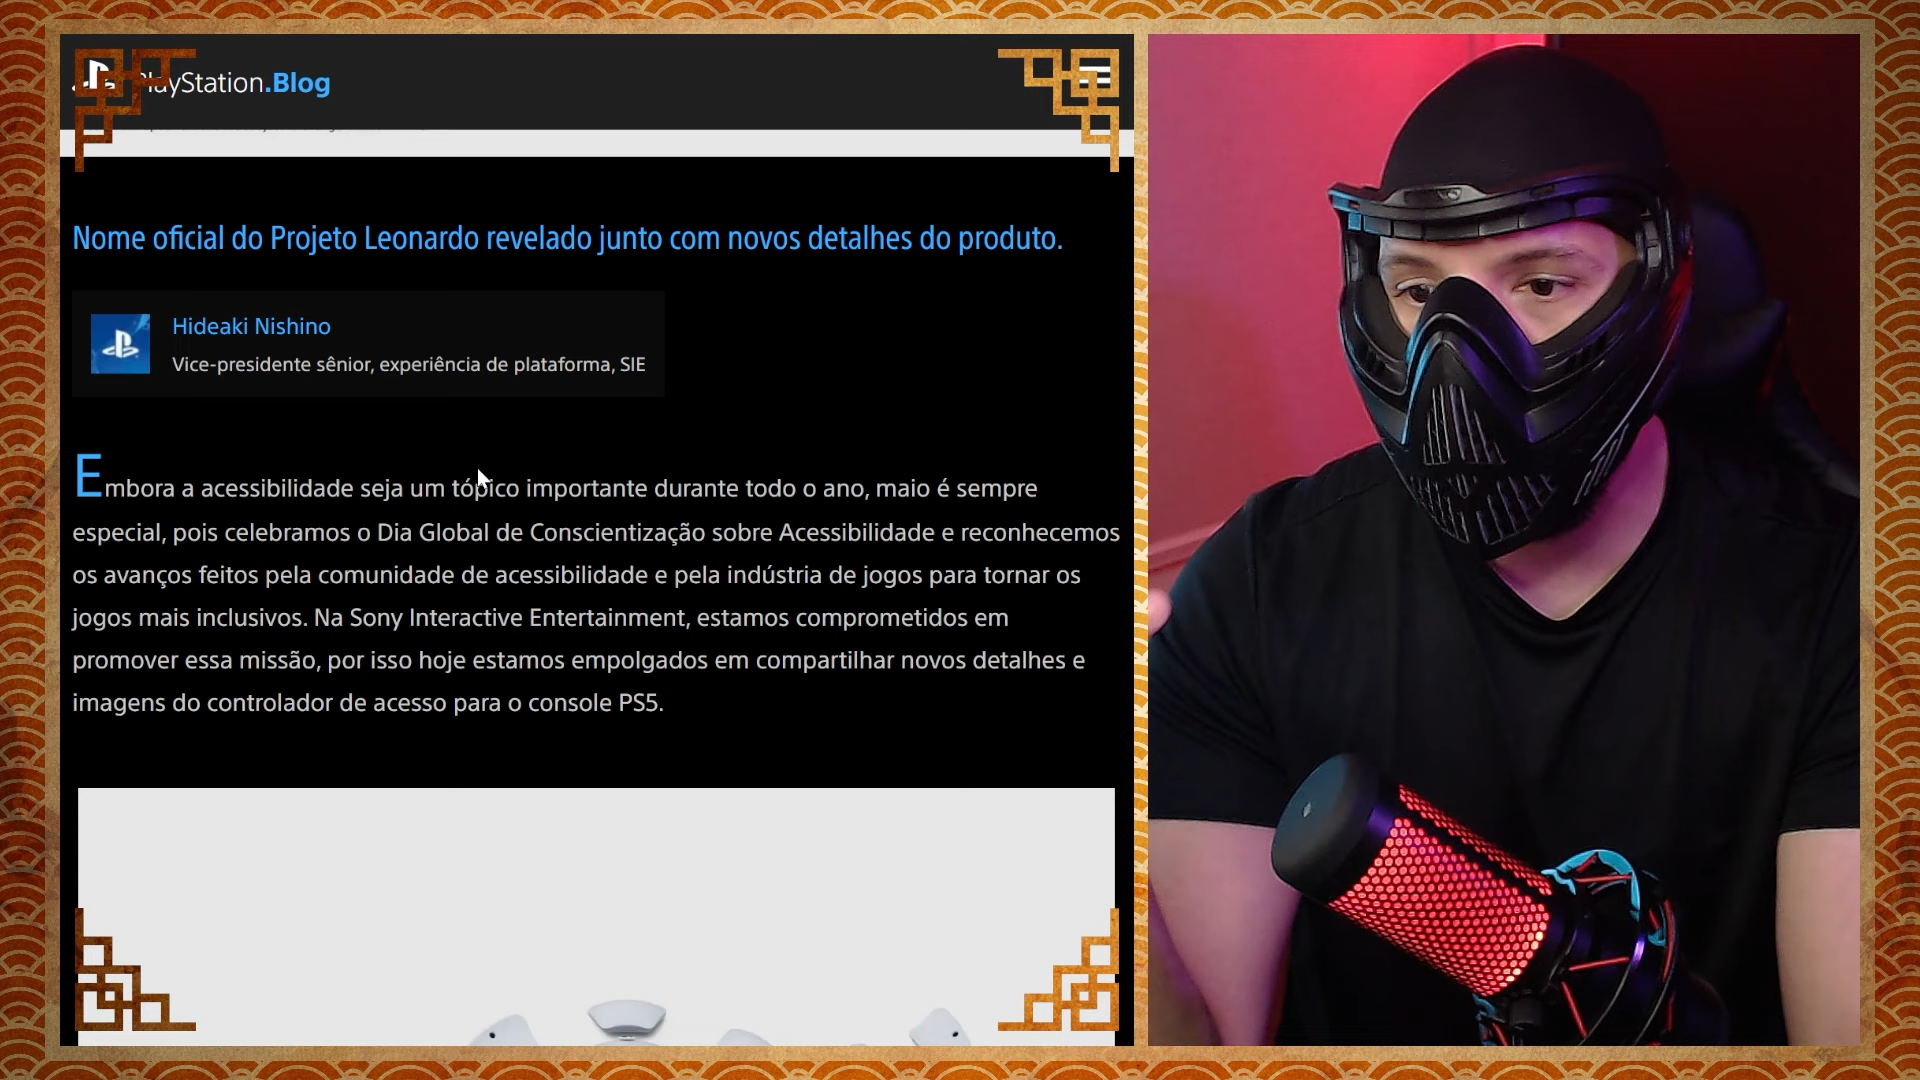 PlayStation.Blog
Nome oficial do Projeto Leonardo revelado junto com novos detalhes do produto.
Hideaki Nishino
Vice-presidente sênior, experiência de plataforma, SIE
Embora a acessibilidade seja um tópico importante durante todo o ano, maio é sempre
especial, pois celebramos o Dia Global de Conscientização sobre Acessibilidade e reconhecemos
os avanços feitos pela comunidade de acessibilidade e pela indústria de jogos para tornar os
jogos mais inclusivos. Na Sony Interactive Entertainment, estamos comprometidos em
promover essa missão, por isso hoje estamos empolgados em compartilhar novos detalhes e
imagens do controlador de acesso para o console PS5.